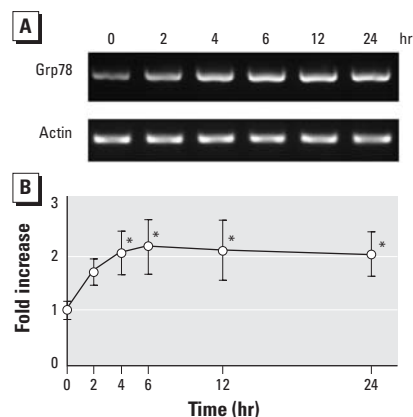 A
0 2 4 6 12 24 hr
Grp78
Actin
B
3
2
1
0
Fold increase
* * * * *
0 2 4 6 12 24
Time (hr)